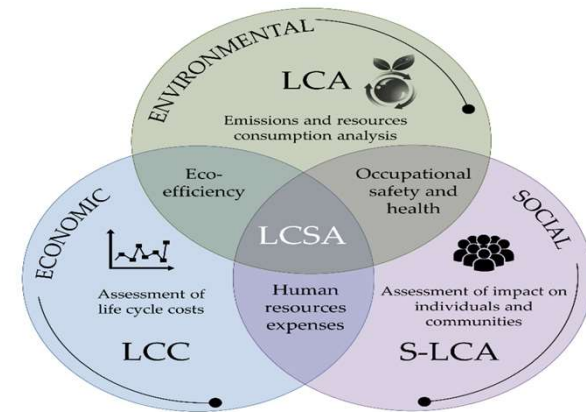 ENVIRONMENTAL
LCA
Emissions and resources
consumption analysis
Eco-
efficiency
Occupational
safety and
health
ECONOMIC
SOCIAL
LCSA
Assessment of
life cycle costs
LCC
Human
resources
expenses
Assessment of impact on
individuals and
communities
S-LCA